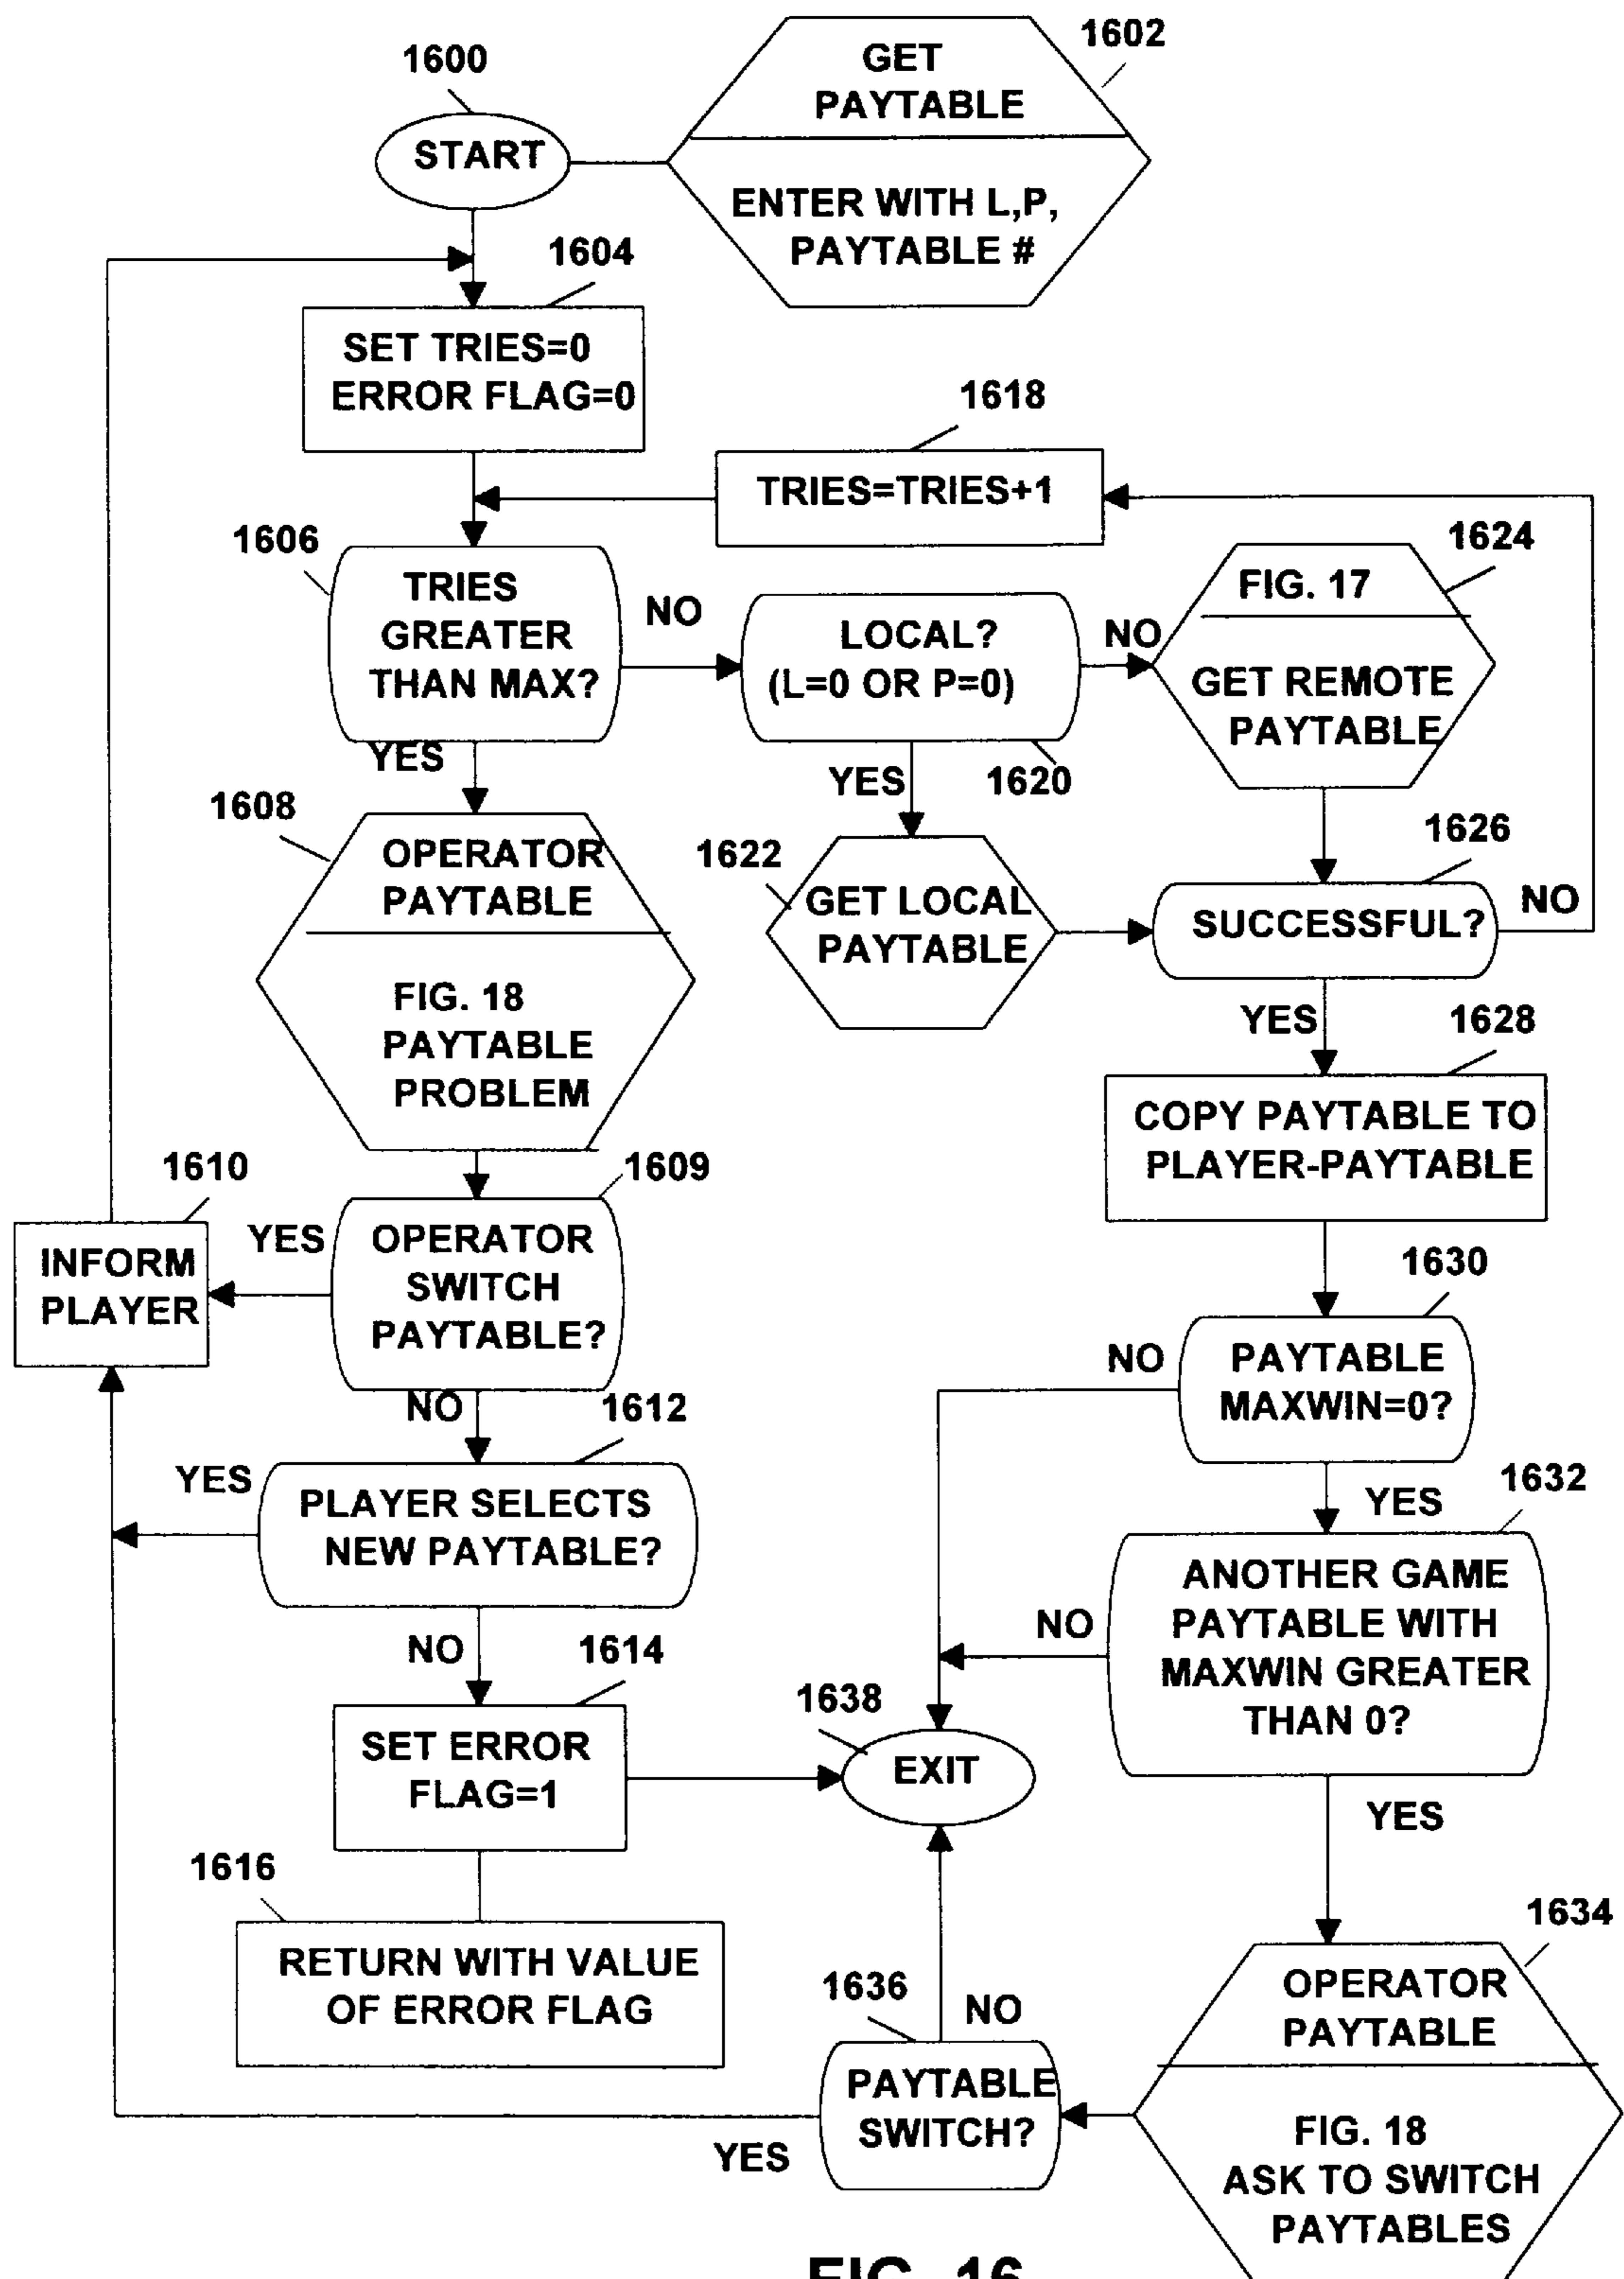 1600
START
1602
GET
PAYTABLE
ENTER WITH L,P,
PAYTABLE #
1604
SET TRIES=0
ERROR FLAG=0
1618
TRIES=TRIES+1
1606
TRIES
GREATER
THAN MAX?
NO
YES
LOCAL?
(L=0 OR P=0)
NO
YES
1620
1624
FIG. 17
GET REMOTE
PAYTABLE
1608
OPERATOR
PAYTABLE
FIG. 18
PAYTABLE
PROBLEM
1622
GET LOCAL
PAYTABLE
1626
SUCCESSFUL?
NO
YES
1628
COPY PAYTABLE TO
PLAYER-PAYTABLE
1610
INFORM
PLAYER
YES
1609
OPERATOR
SWITCH
PAYTABLE?
NO
1630
PAYTABLE
MAXWIN=0?
NO
YES
1612
YES
PLAYER SELECTS
NEW PAYTABLE?
NO
1632
ANOTHER GAME
PAYTABLE WITH
MAXWIN GREATER
THAN 0?
NO
YES
1614
SET ERROR
FLAG=1
1638
EXIT
1616
RETURN WITH VALUE
OF ERROR FLAG
1636
NO
PAYTABLE
SWITCH?
YES
1634
OPERATOR
PAYTABLE
FIG. 18
ASK TO SWITCH
PAYTABLES
FIG. 16